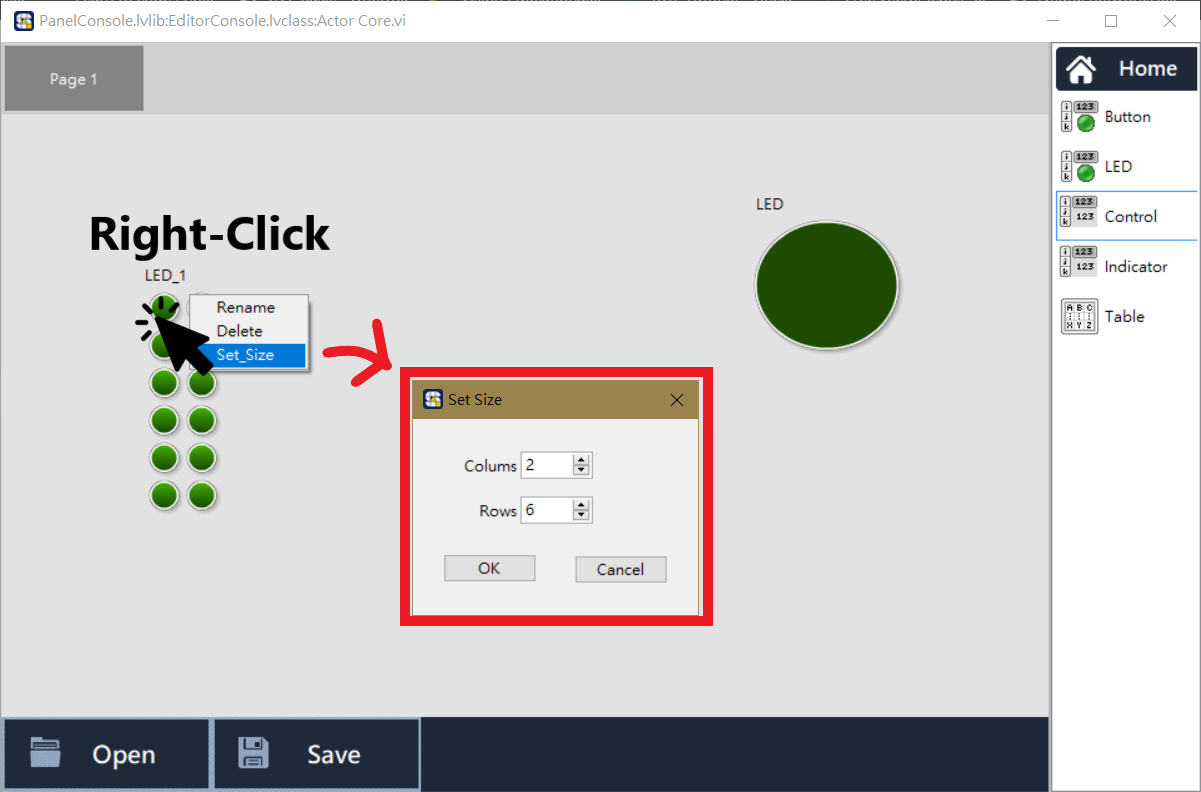 PanelConsole.lvlib:EditorConsole.lvclass:Actor Core.vi
Page 1
Home
Button
LED
Control
Indicator
Table
Right-Click
LED_1
Rename
Delete
Set_Size
LED
Set Size
Colums 2
Rows 6
OK
Cancel
Open
Save